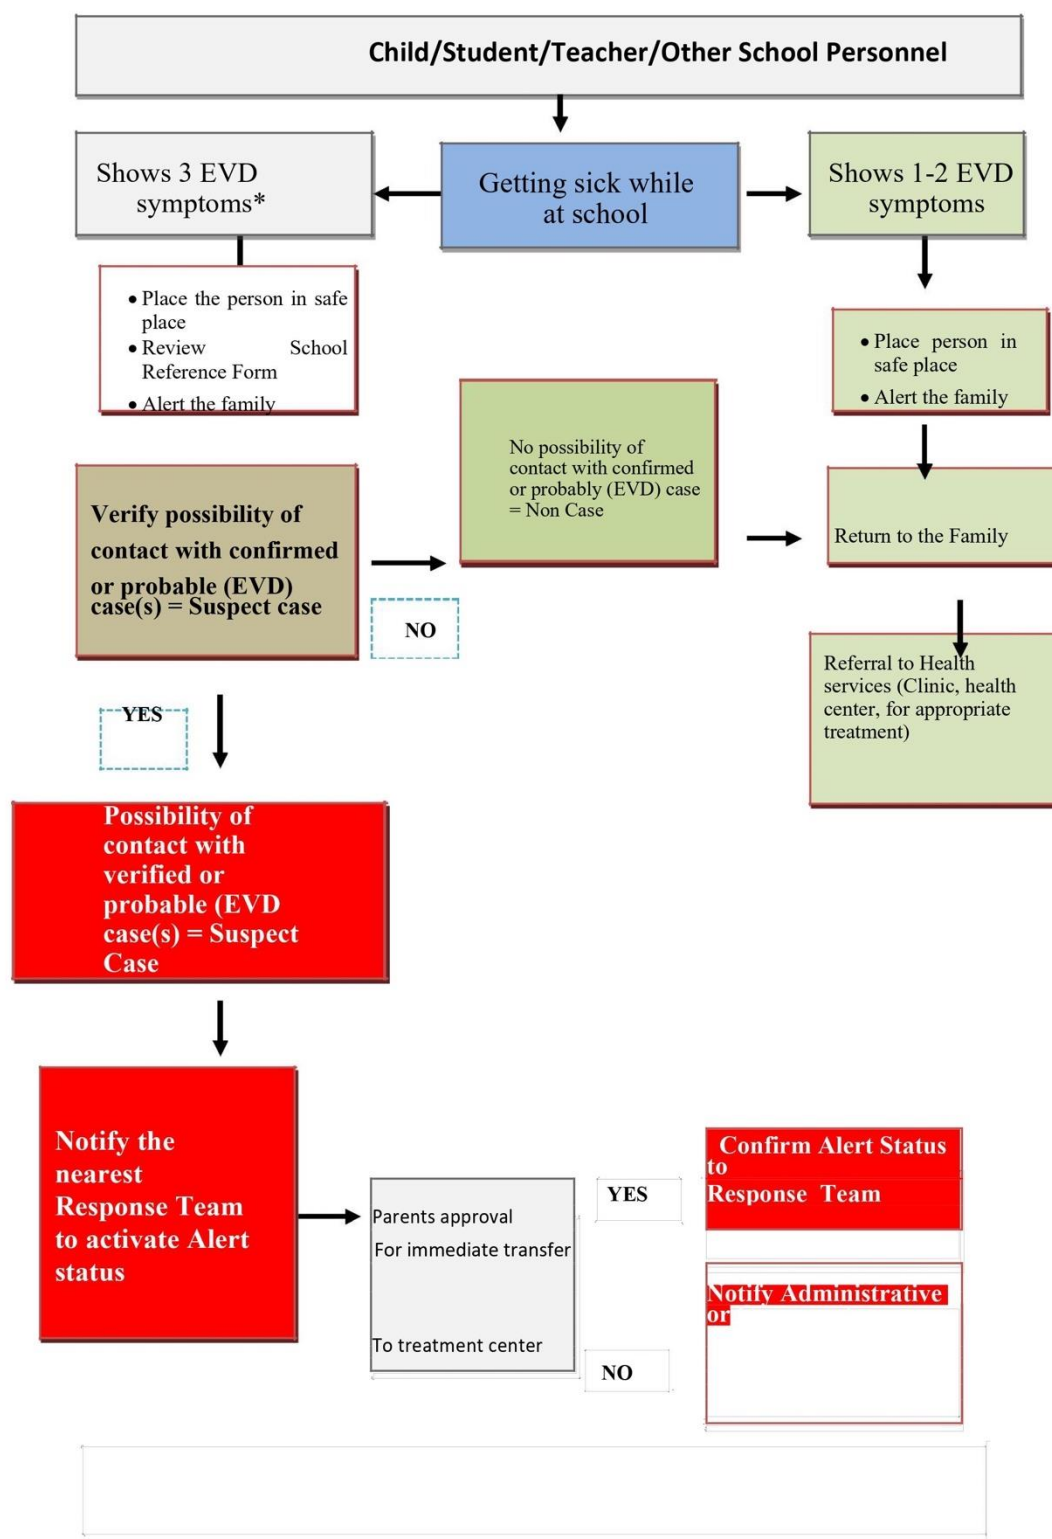 Child/Student/Teacher/Other School Personnel
Shows 3 EVD
symptoms*
Getting sick while
at school
Shows 1-2 EVD
symptoms
• Place the person in safe
place
• Review School
Reference Form
• Alert the family
• Place person in
safe place
• Alert the family
No possibility of
contact with confirmed
or probably (EVD) case
= Non Case
Verify possibility of
contact with confirmed
or probable (EVD)
case(s) = Suspect case
Return to the Family
NO
Referral to Health
services (Clinic, health
center, for appropriate
treatment)
YES
Possibility of
contact with
verified or
probable (EVD
case(s) = Suspect
Case
Notify the
nearest
Response Team
to activate Alert
status
Parents approval
For immediate transfer
To treatment center
YES
Confirm Alert Status
to
Response Team
NO
Notify Administrative
or